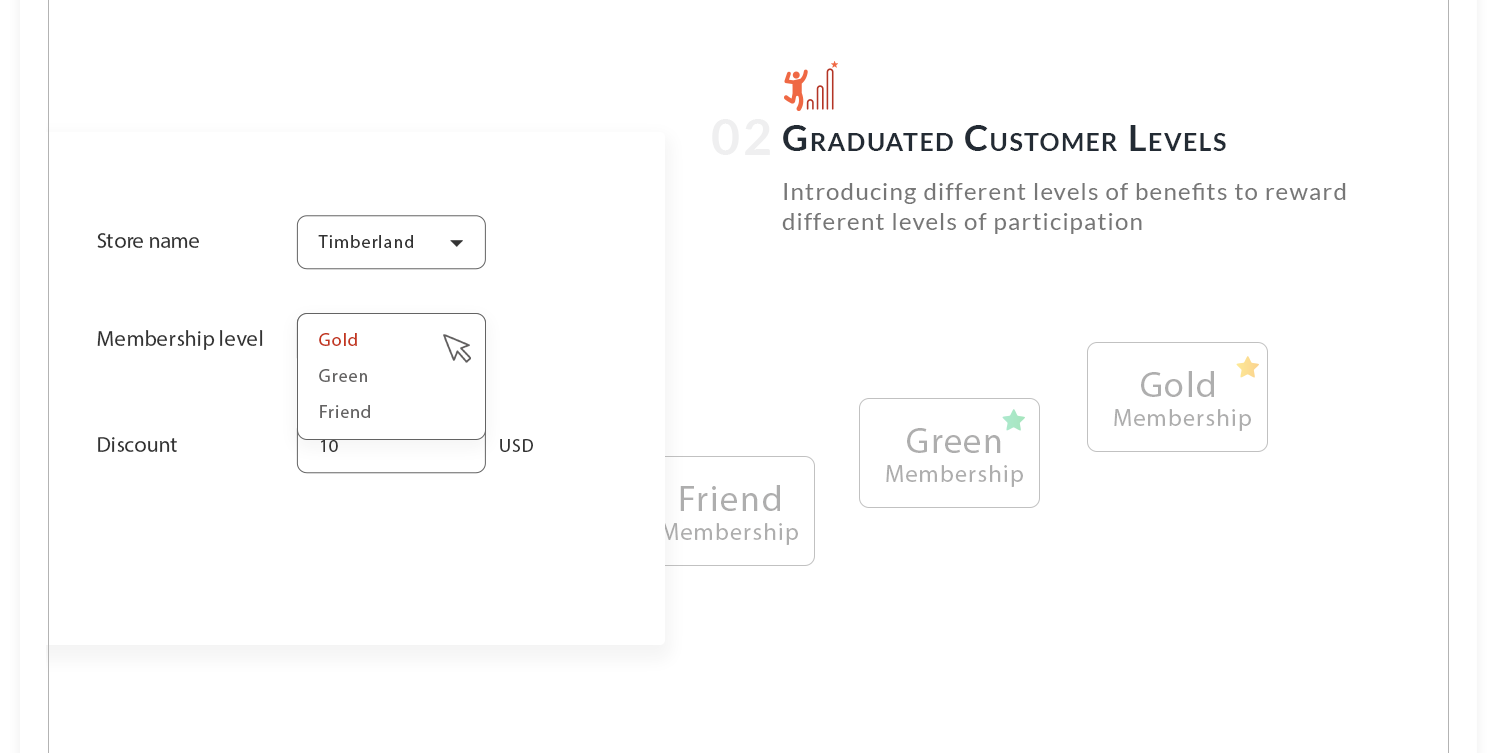 02
Graduated Customer Levels
Introducing different levels of benefits to reward
different levels of participation
Store name
Timberland
Membership level
Gold
Green
Friend
Discount
10
USD
Friend
Membership
Green
Membership
Gold
Membership